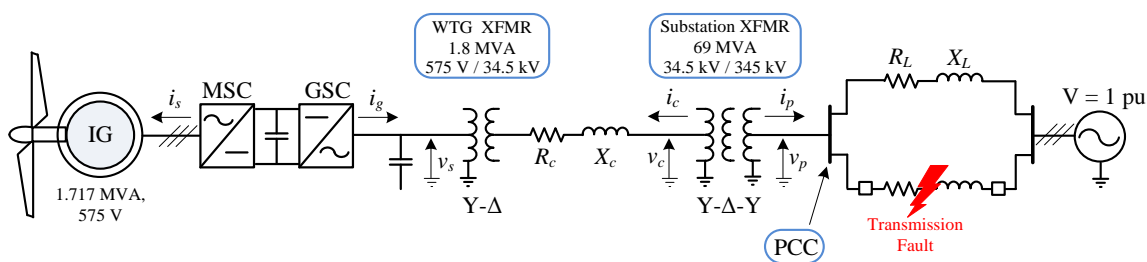 WTG XFMR
1.8 MVA
575 V / 34.5 kV
Substation XFMR
69 MVA
34.5 kV / 345 kV
R_L X_L
V = 1 pu
i_s MSC GSC i_g
i_c i_p
IG
R_c X_c
v_s v_c v_p
1.717 MVA,
575 V
Y-Δ
Y-Δ-Y
PCC
Transmission
Fault